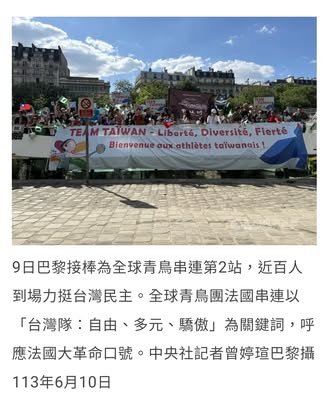 TEAM TAIWAN - Liberté, Diversité, Fierté
Bienvenue aux athlètes taïwanais !
9日巴黎接棒為全球青鳥串連第2站，近百人
到場力挺台灣民主。全球青鳥團法國串連以
「台灣隊：自由、多元、驕傲」為關鍵詞，呼
應法國大革命口號。中央社記者曾婷瑄巴黎攝
113年6月10日